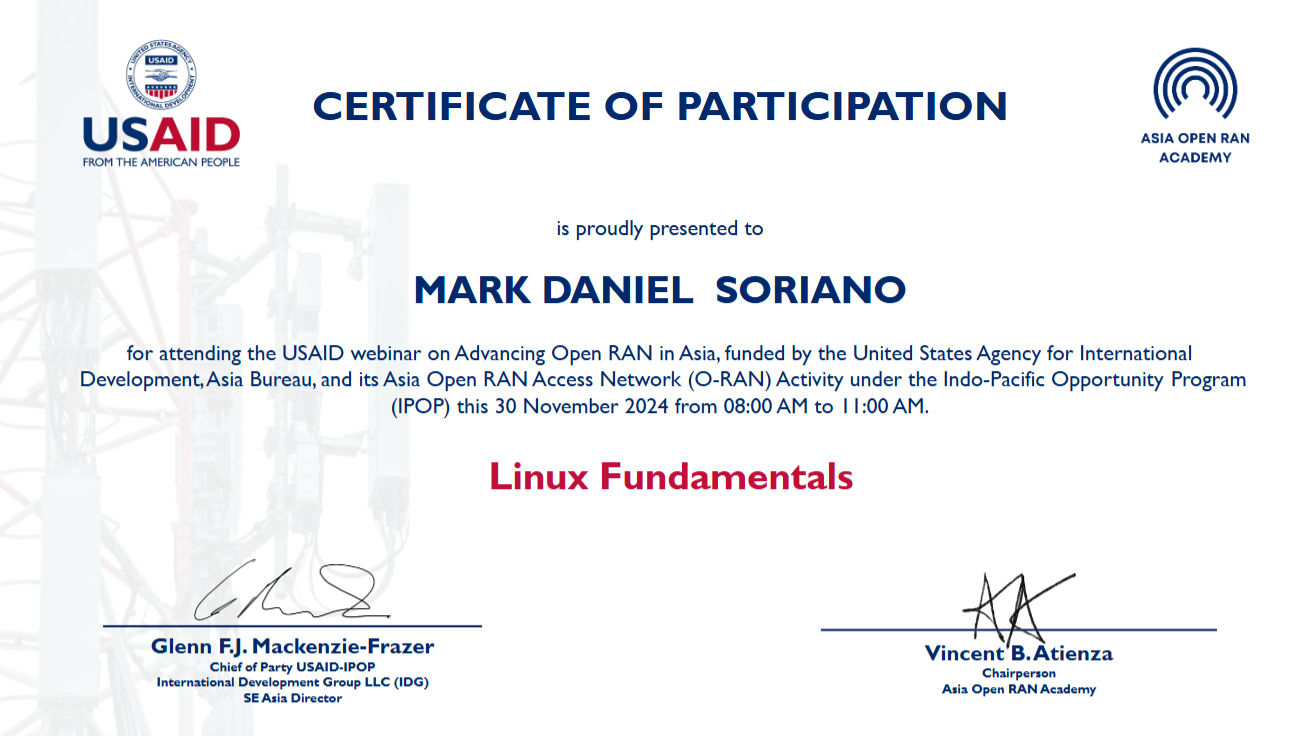 UNITED STATES AGENCY
USAID
INTERNATIONAL DEVELOPMENT
USAID
FROM THE AMERICAN PEOPLE
CERTIFICATE OF PARTICIPATION
ASIA OPEN RAN
ACADEMY
is proudly presented to
MARK DANIEL  SORIANO
for attending the USAID webinar on Advancing Open RAN in Asia, funded by the United States Agency for International
Development, Asia Bureau, and its Asia Open RAN Access Network (O-RAN) Activity under the Indo-Pacific Opportunity Program
(IPOP) this 30 November 2024 from 08:00 AM to 11:00 AM.
Linux Fundamentals
Glenn F.J. Mackenzie-Frazer
Chief of Party USAID-IPOP
International Development Group LLC (IDG)
SE Asia Director
Vincent B. Atienza
Chairperson
Asia Open RAN Academy